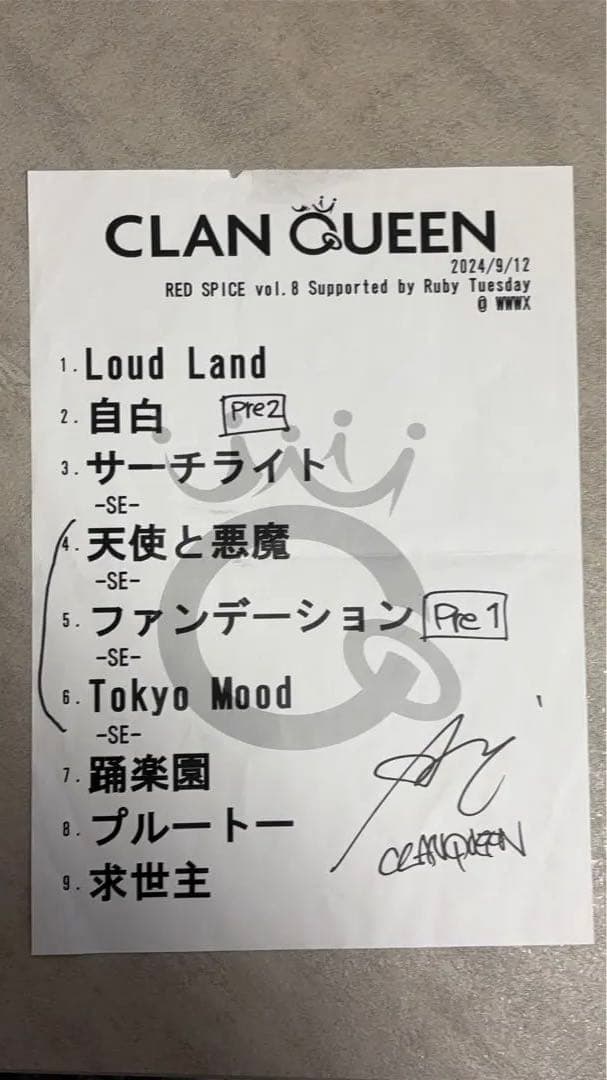 CLAN QUEEN
2024/9/12
RED SPICE vol.8 Supported by Ruby Tuesday
@ WWWX
1. Loud Land
2. 自白 Pre2
3. サーチライト
-SE-
4. 天使と悪魔
-SE-
5. ファンデーション Pre1
-SE-
6. Tokyo Mood
-SE-
7. 踊楽園
8. プルートー
9. 求世主
CLANQUEEN